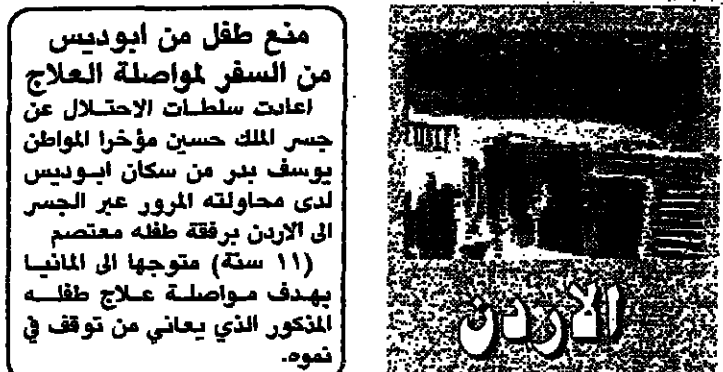 منع طفل من ابوديس
من السفر لمواصلة العلاج
اعادت سلطات الاحتلال عن
جسر الملك حسين مؤخرا المواطن
يوسف بدر من سكان ابوديس
لدى محاولته المرور عبر الجسر
الى الاردن برفقة طفله معتصم
(١١ سنة) متوجها الى المانيا
بهدف مواصلة علاج طفله
المذكور الذي يعاني من توقف في
نموه.
الأردن